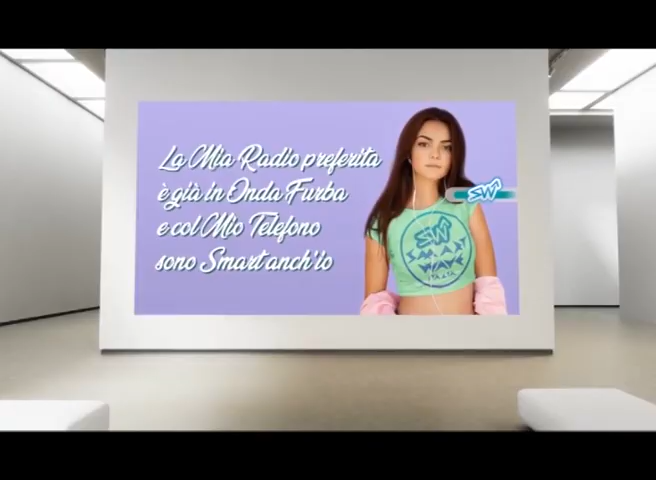 La Mia Radio preferita
è già in Onda Furba
e col Mio Telefono
sono Smart anch'io
SW
SW
SMART
WAVE
ITALIA